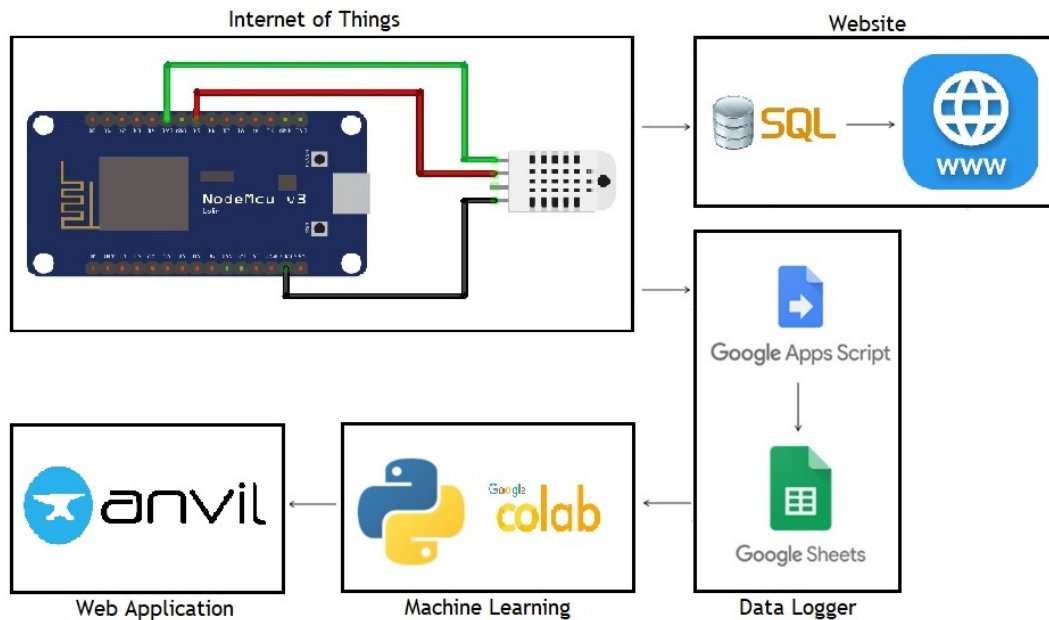 Internet of Things
Website
NodeMcu v3
Lolin
SQL
WWW
Google Apps Script
Google Sheets
anvil
Google
colab
Web Application
Machine Learning
Data Logger